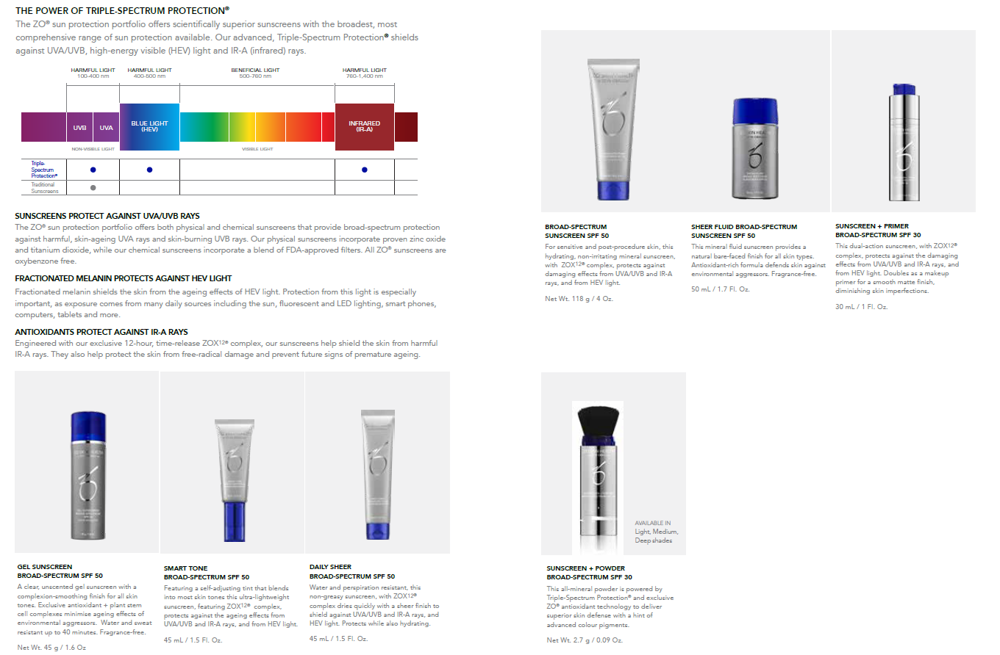 THE POWER OF TRIPLE-SPECTRUM PROTECTION®
The ZO® sun protection portfolio offers scientifically superior sunscreens with the broadest, most
comprehensive range of sun protection available. Our advanced, Triple-Spectrum Protection® shields
against UVA/UVB, high-energy visible (HEV) light and IR-A (infrared) rays.
HARMFUL LIGHT
100-400 nm
HARMFUL LIGHT
400-500 nm
BENEFICIAL LIGHT
500-760 nm
HARMFUL LIGHT
760-1,400 nm
UVB
UVA
BLUE LIGHT
(HEV)
INFRARED
(IR-A)
NON-VISIBLE LIGHT
VISIBLE LIGHT
Triple-
Spectrum
Protection®
Traditional
Sunscreens
SUNSCREENS PROTECT AGAINST UVA/UVB RAYS
The ZO® sun protection portfolio offers both physical and chemical sunscreens that provide broad-spectrum protection
against harmful, skin-ageing UVA rays and skin-burning UVB rays. Our physical sunscreens incorporate proven zinc oxide
and titanium dioxide, while our chemical sunscreens incorporate a blend of FDA-approved filters. All ZO® sunscreens are
oxybenzone free.
FRACTIONATED MELANIN PROTECTS AGAINST HEV LIGHT
Fractionated melanin shields the skin from the ageing effects of HEV light. Protection from this light is especially
important, as exposure comes from many daily sources including the sun, fluorescent and LED lighting, smart phones,
computers, tablets and more.
ANTIOXIDANTS PROTECT AGAINST IR-A RAYS
Engineered with our exclusive 12-hour, time-release ZOX12® complex, our sunscreens help shield the skin from harmful
IR-A rays. They also help protect the skin from free-radical damage and prevent future signs of premature ageing.
GEL SUNSCREEN
BROAD-SPECTRUM SPF 50
A clear, unscented gel sunscreen with a
complexion-smoothing finish for all skin
tones. Exclusive antioxidant + plant stem
cell complexes minimise ageing effects of
environmental aggressors. Water and sweat
resistant up to 40 minutes. Fragrance-free.
Net Wt. 45 g / 1.6 Oz
SMART TONE
BROAD-SPECTRUM SPF 50
Featuring a self-adjusting tint that blends
into most skin tones this ultra-lightweight
sunscreen, featuring ZOX12® complex,
protects against the ageing effects from
UVA/UVB and IR-A rays, and from HEV light.
45 mL / 1.5 Fl. Oz.
DAILY SHEER
BROAD-SPECTRUM SPF 50
Water and perspiration resistant, this
non-greasy sunscreen, with ZOX12®
complex dries quickly with a sheer finish to
shield against UVA/UVB and IR-A rays, and
HEV light. Protects while also hydrating.
45 mL / 1.5 Fl. Oz.
BROAD-SPECTRUM
SUNSCREEN SPF 50
For sensitive and post-procedure skin, this
hydrating, non-irritating mineral sunscreen,
with ZOX12® complex, protects against
damaging effects from UVA/UVB and IR-A
rays, and from HEV light.
Net Wt. 118 g / 4 Oz.
SHEER FLUID BROAD-SPECTRUM
SUNSCREEN SPF 50
This mineral fluid sunscreen provides a
natural bare-faced finish for all skin types.
Antioxidant-rich formula defends skin against
environmental aggressors. Fragrance-free.
50 mL / 1.7 Fl. Oz.
SUNSCREEN + PRIMER
BROAD-SPECTRUM SPF 30
This dual-action sunscreen, with ZOX12®
complex, protects against the damaging
effects from UVA/UVB and IR-A rays, and
from HEV light. Doubles as a makeup
primer for a smooth matte finish,
diminishing skin imperfections.
30 mL / 1 Fl. Oz.
AVAILABLE IN
Light, Medium,
Deep shades
SUNSCREEN + POWDER
BROAD-SPECTRUM SPF 30
This all-mineral powder is powered by
Triple-Spectrum Protection® and exclusive
ZO® antioxidant technology to deliver
superior skin defense with a hint of
advanced colour pigments.
Net Wt. 2.7 g / 0.09 Oz.